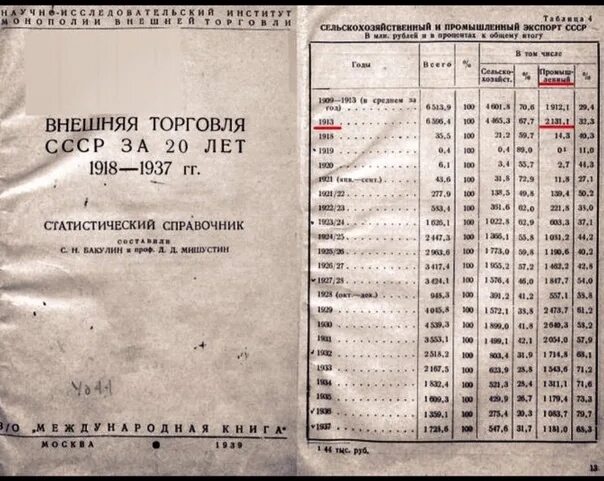 НАУЧНО-ИССЛЕДОВАТЕЛЬСКИЙ ИНСТИТУТ
МОНОПОЛИИ ВНЕШНЕЙ ТОРГОВЛИ
ВНЕШНЯЯ ТОРГОВЛЯ
СССР ЗА 20 ЛЕТ
1918—1937 гг.
СТАТИСТИЧЕСКИЙ СПРАВОЧНИК
СОСТАВИЛИ
С. Н. БАКУЛИН и проф. Д. Д. МИШУСТИН
В/О „МЕЖДУНАРОДНАЯ КНИГА“
МОСКВА ● 1939
Таблица 4
СЕЛЬСКОХОЗЯЙСТВЕННЫЙ И ПРОМЫШЛЕННЫЙ ЭКСПОРТ СССР
В млн. рублей и в процентах к общему итогу
Годы Всего % В том числе
Сельско- % Промыш- %
хозяйст. ленный
1909—1913 (в среднем за
год) 6 513,9 100 4 601,8 70,6 1 912,1 29,4
1913 6 596,4 100 4 465,3 67,7 2 131,1 32,3
1918 35,5 100 21,2 59,7 14,3 40,3
1919 0,4 100 0,4 89,0 0¹ 11,0
1920 6,1 100 3,4 55,7 2,7 44,3
1921 (янв.—сент.) 43,6 100 31,8 72,9 11,8 27,1
1921/22 277,9 100 138,5 49,8 139,4 50,2
1922/23 583,4 100 361,6 62,0 221,8 38,0
1923/24 1 626,1 100 1 022,8 62,9 603,3 37,1
1924/25 2 447,3 100 1 366,1 55,8 1 081,2 44,2
1925/26 2 963,6 100 1 773,0 59,8 1 190,6 40,2
1926/27 3 417,4 100 1 955,2 57,2 1 462,2 42,8
1927/28 3 424,1 100 1 576,4 46,0 1 847,7 54,0
1928 (окт.—дек.) 948,3 100 391,2 41,2 557,1 58,8
1929 4 045,8 100 1 572,1 38,8 2 473,7 61,2
1930 4 539,3 100 1 899,0 41,8 2 640,3 58,2
1931 3 553,1 100 1 499,1 42,1 2 054,0 57,9
1932 2 518,2 100 803,4 31,9 1 714,8 68,1
1933 2 167,5 100 623,9 28,8 1 543,6 71,2
1934 1 832,4 100 521,3 28,4 1 311,1 71,6
1935 1 609,3 100 429,9 26,7 1 179,4 73,3
1936 1 359,1 100 275,4 20,3 1 083,7 79,7
1937 1 728,6 100 547,6 31,7 1 181,0 68,3
¹ 44 тыс. руб.
13